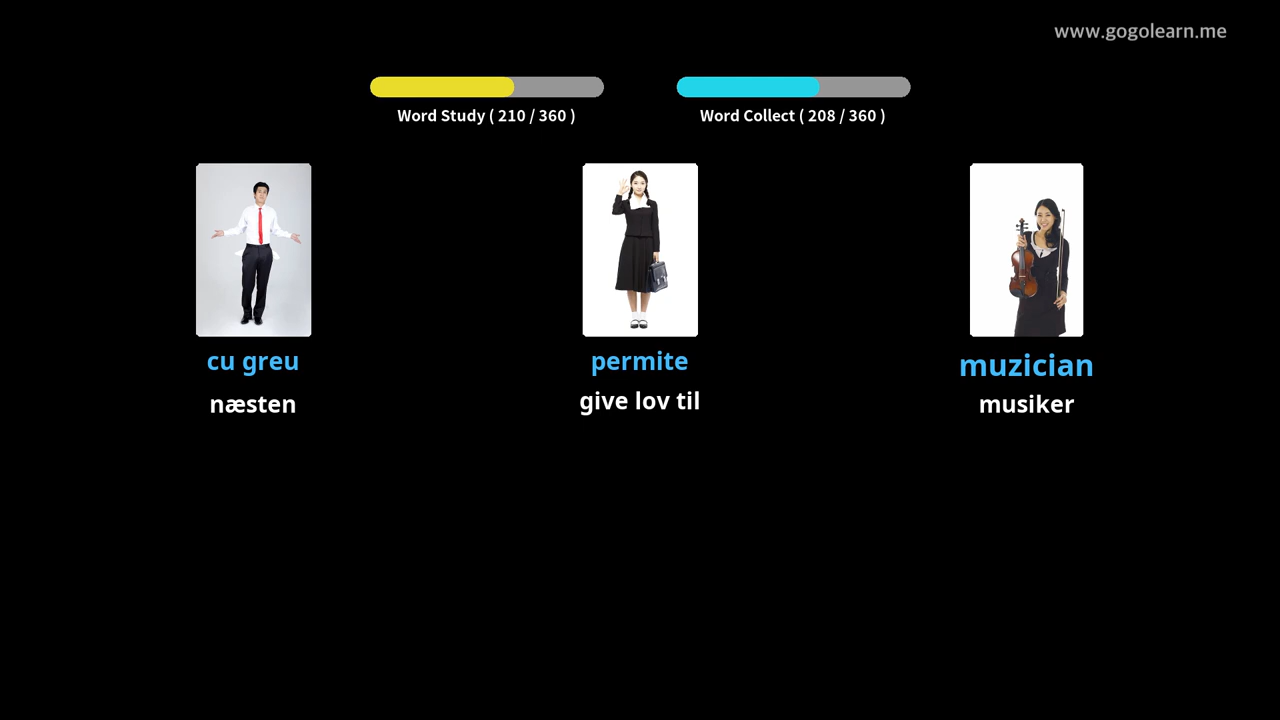 www.gogolearn.me
Word Study ( 210 / 360 )
Word Collect ( 208 / 360 )
cu greu
næsten
permite
give lov til
muzician
musiker